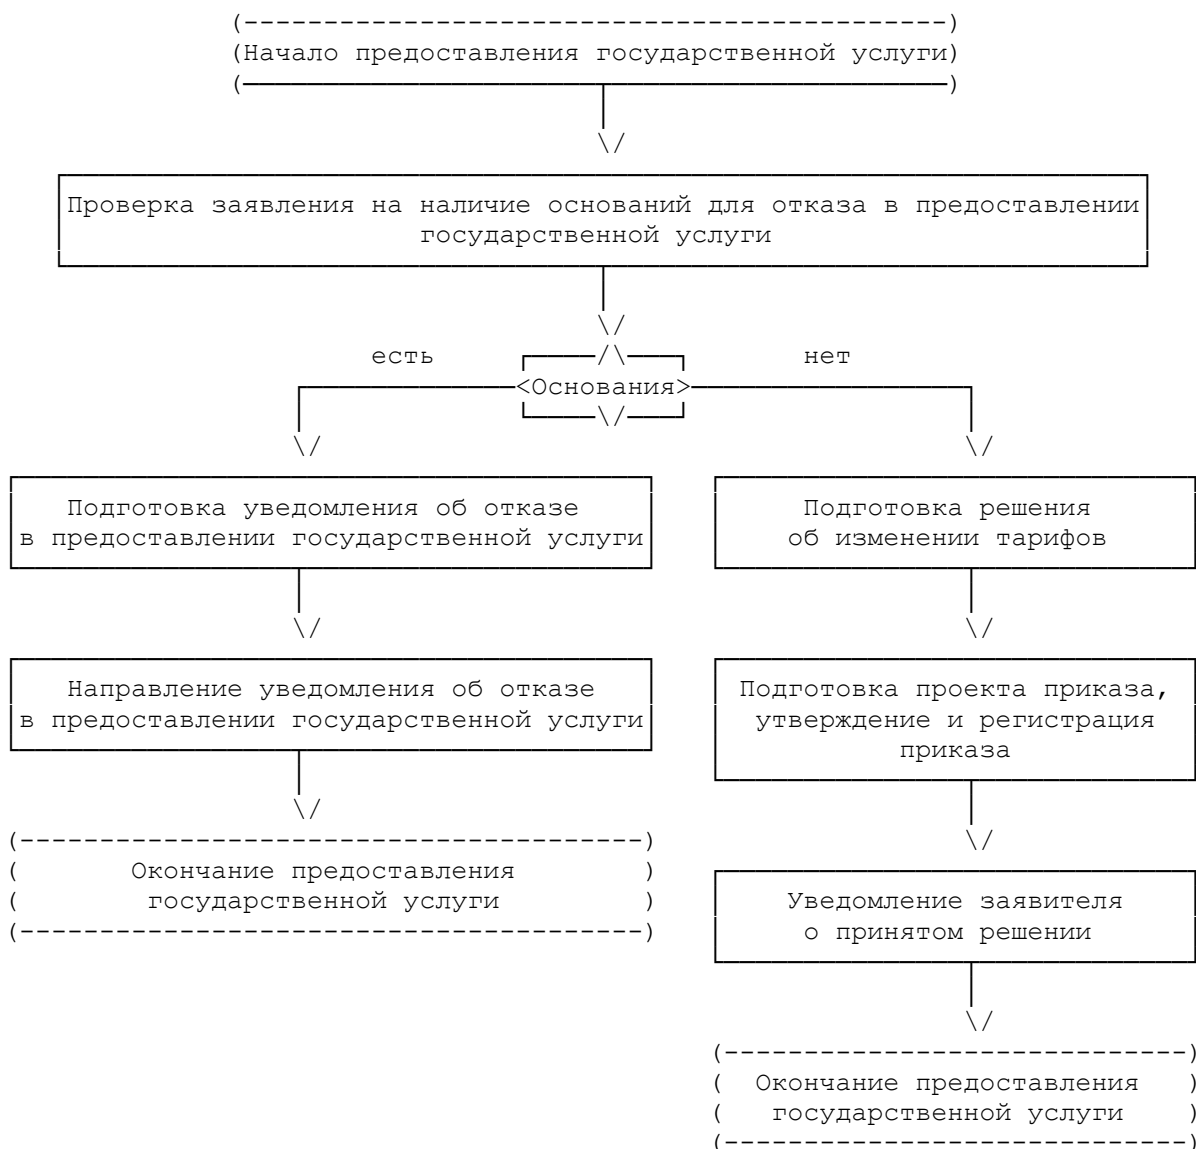 Начало предоставления государственной услуги
Проверка заявления на наличие оснований для отказа в предоставлении
государственной услуги
есть
нет
Основания
Подготовка уведомления об отказе
в предоставлении государственной услуги
Подготовка решения
об изменении тарифов
Направление уведомления об отказе
в предоставлении государственной услуги
Подготовка проекта приказа,
утверждение и регистрация
приказа
Окончание предоставления
государственной услуги
Уведомление заявителя
о принятом решении
Окончание предоставления
государственной услуги